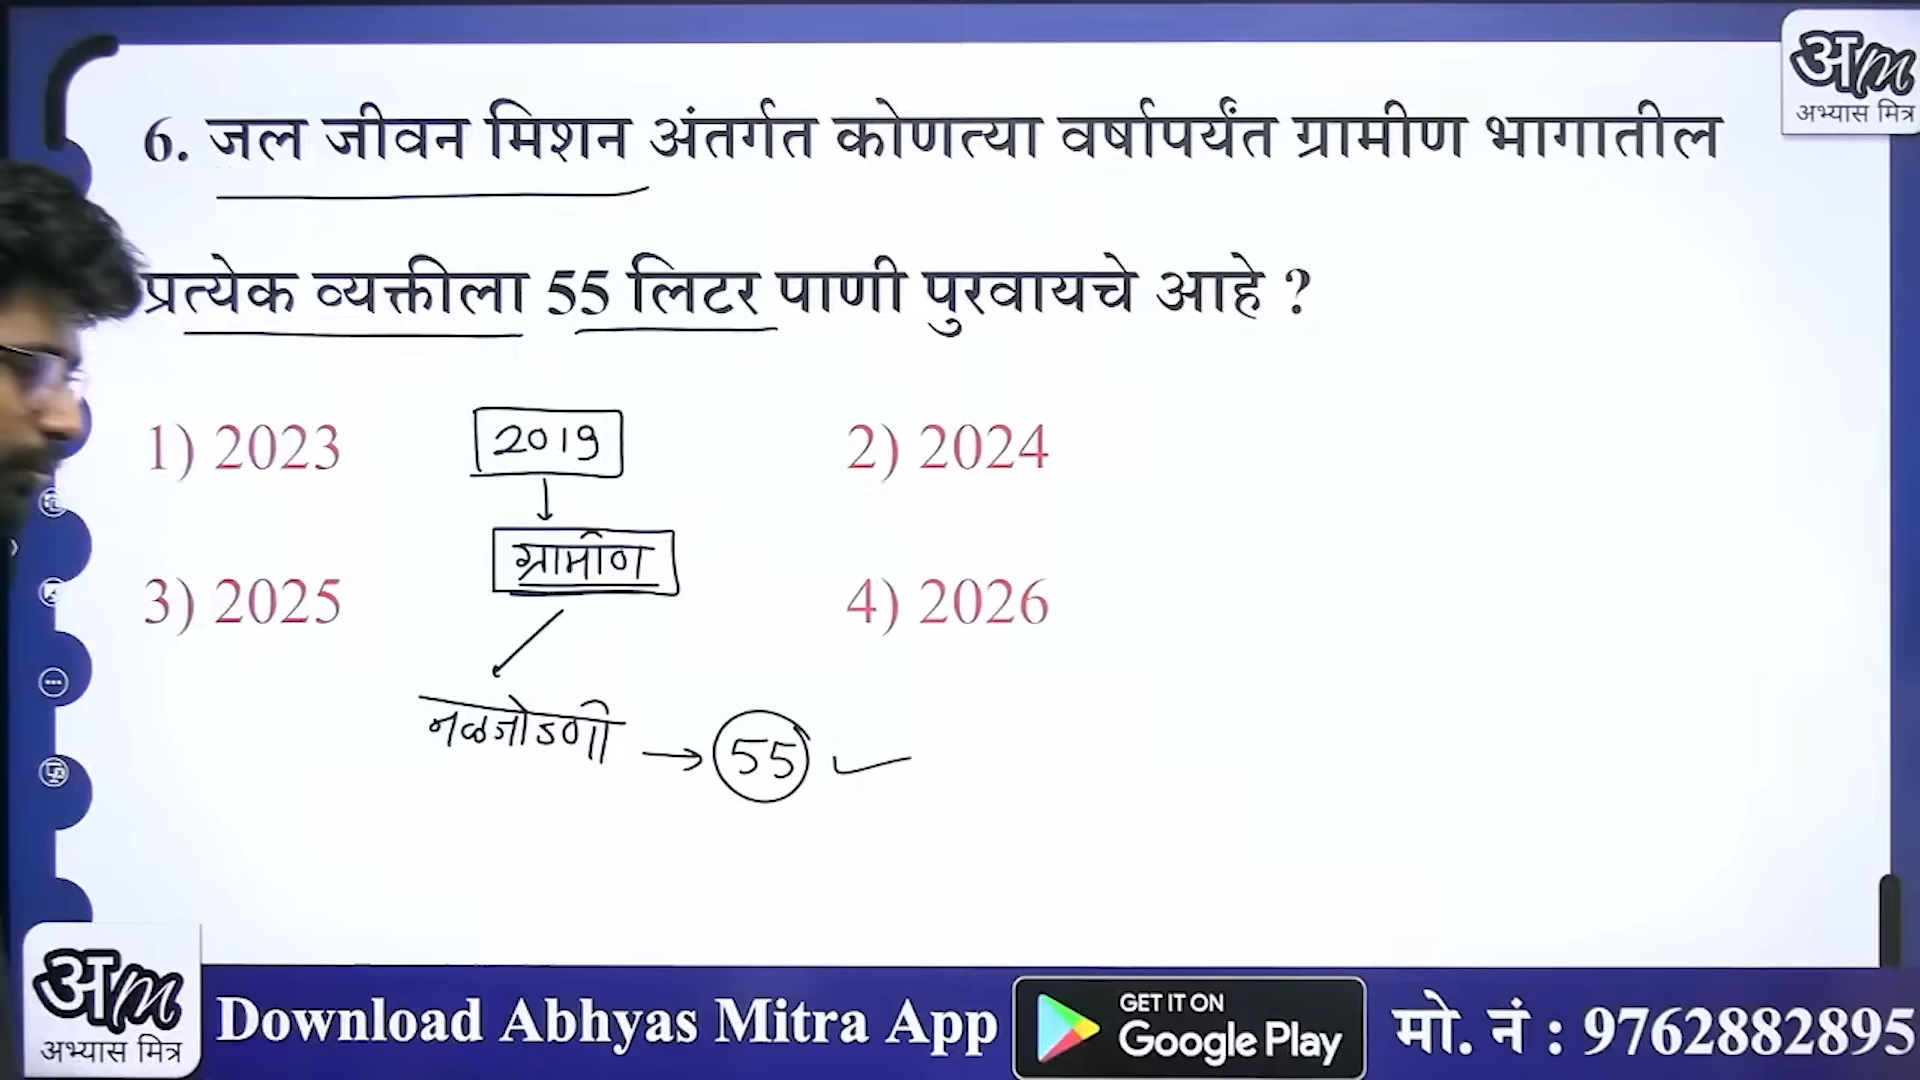 अm
अभ्यास मित्र
6. जल जीवन मिशन अंतर्गत कोणत्या वर्षापर्यंत ग्रामीण भागातील
प्रत्येक व्यक्तीला 55 लिटर पाणी पुरवायचे आहे ?
1) 2023
2019
2) 2024
ग्रामीण
3) 2025
4) 2026
नळजोडणी → 55
अm
अभ्यास मित्र
Download Abhyas Mitra App
GET IT ON
Google Play
मो. नं : 9762882895